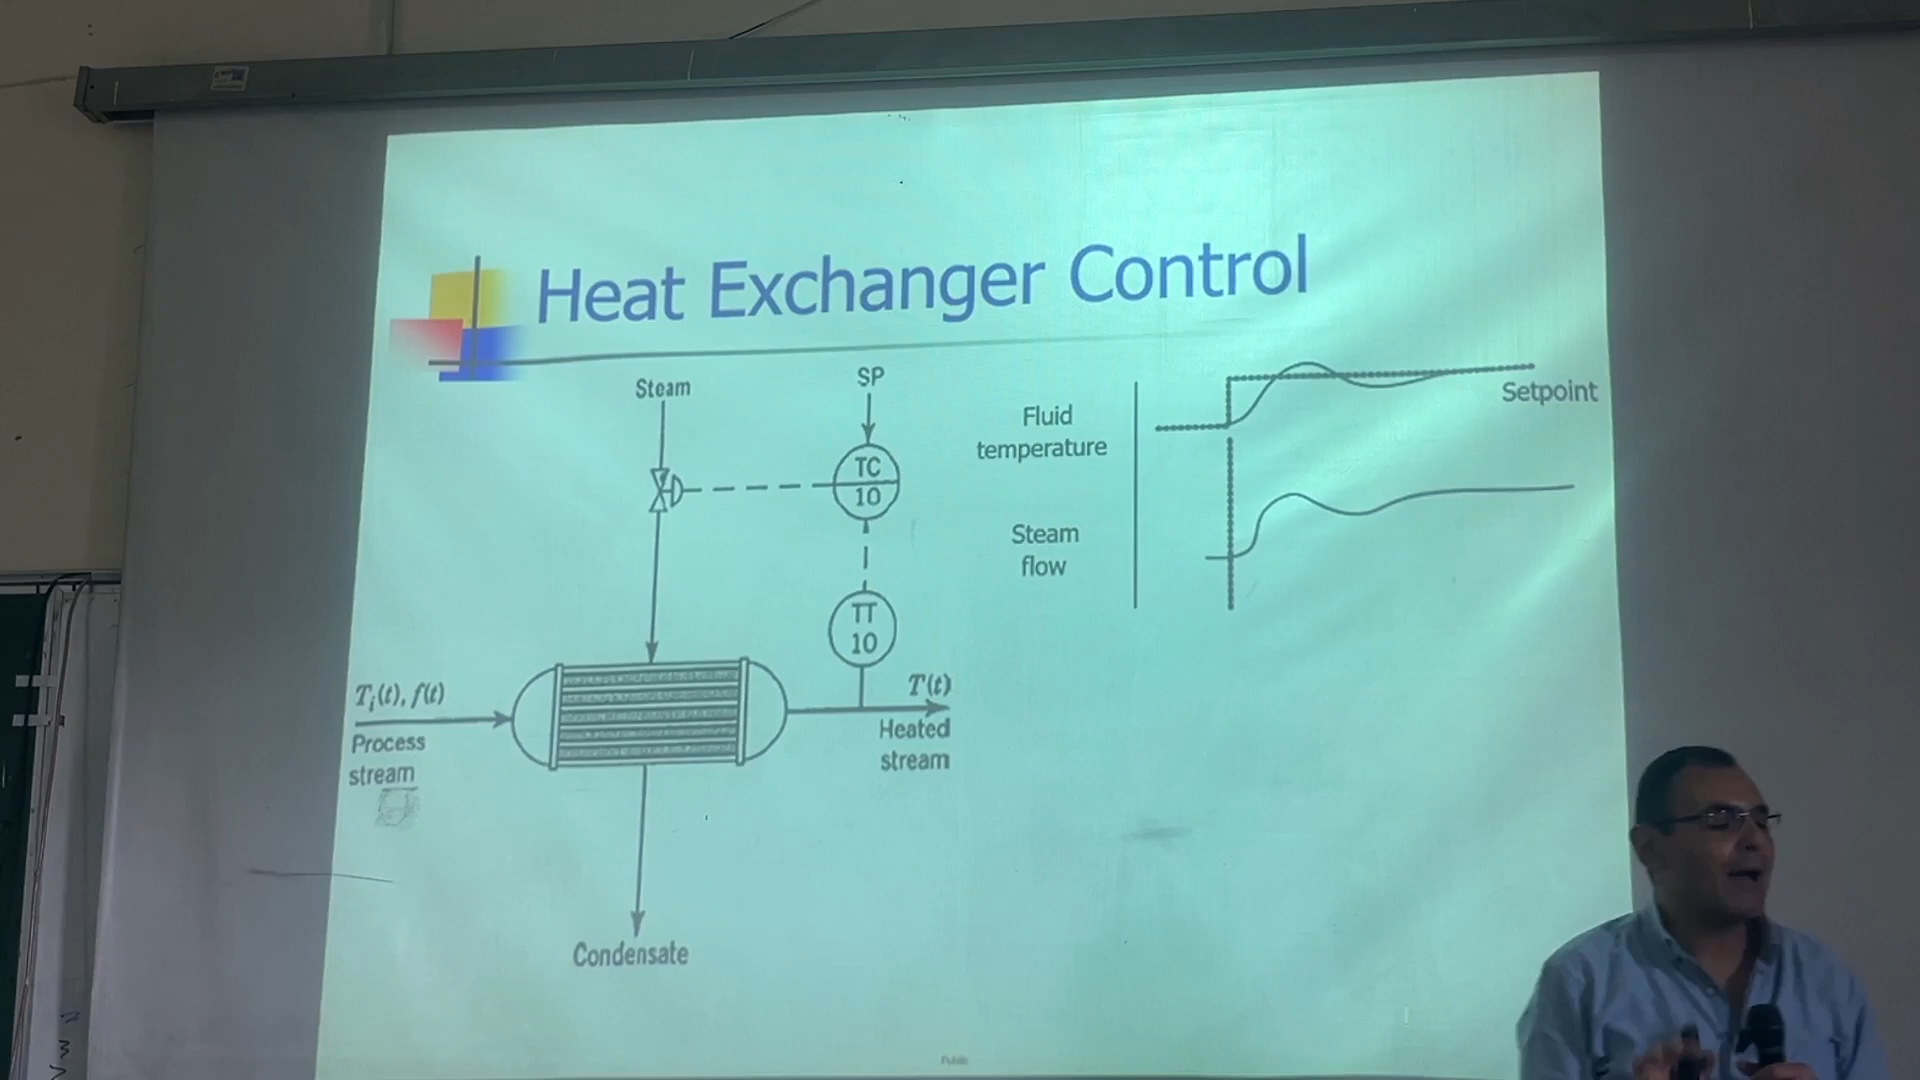 Heat Exchanger Control
Steam
SP
TC
10
TT
10
T(t)
Heated
stream
Tᵢ(t), f(t)
Process
stream
Condensate
Fluid
temperature
Steam
flow
Setpoint
Public